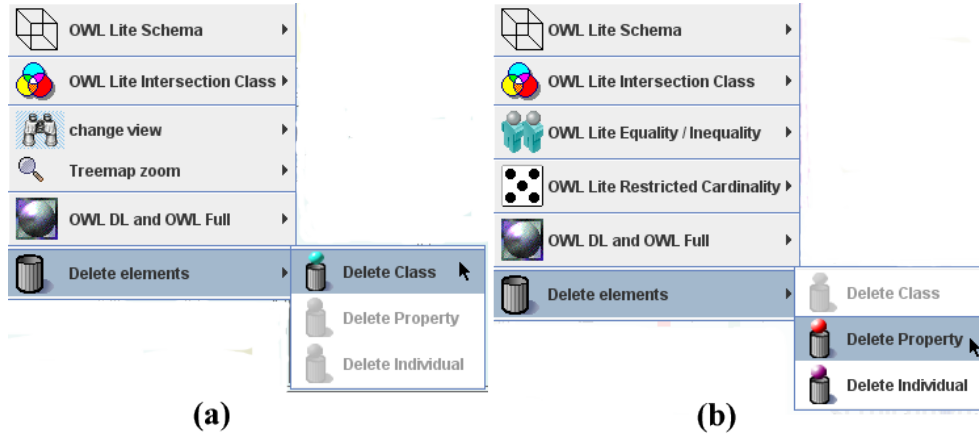 OWL Lite Schema
OWL Lite Intersection Class
change view
Treemap zoom
OWL DL and OWL Full
Delete elements
Delete Class
Delete Property
Delete Individual
(a)
OWL Lite Schema
OWL Lite Intersection Class
OWL Lite Equality / Inequality
OWL Lite Restricted Cardinality
OWL DL and OWL Full
Delete elements
Delete Class
Delete Property
Delete Individual
(b)